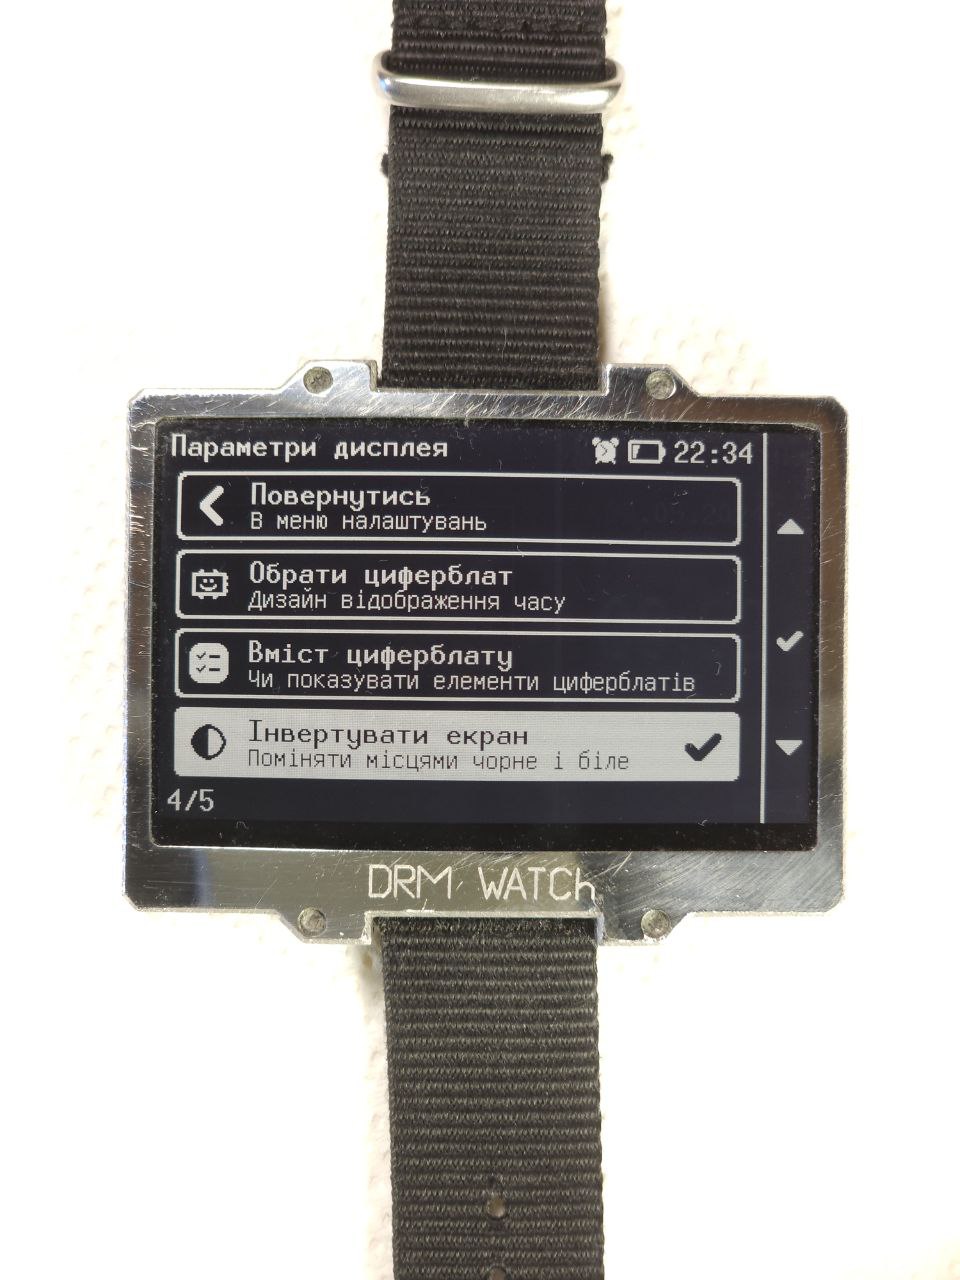 Параметри дисплея 22:34
Повернутись
В меню налаштувань
Обрати циферблат
Дизайн відображення часу
Вміст циферблату
Чи показувати елементи циферблатів
Інвертувати екран
Поміняти місцями чорне і біле
4/5
DRM WATCh